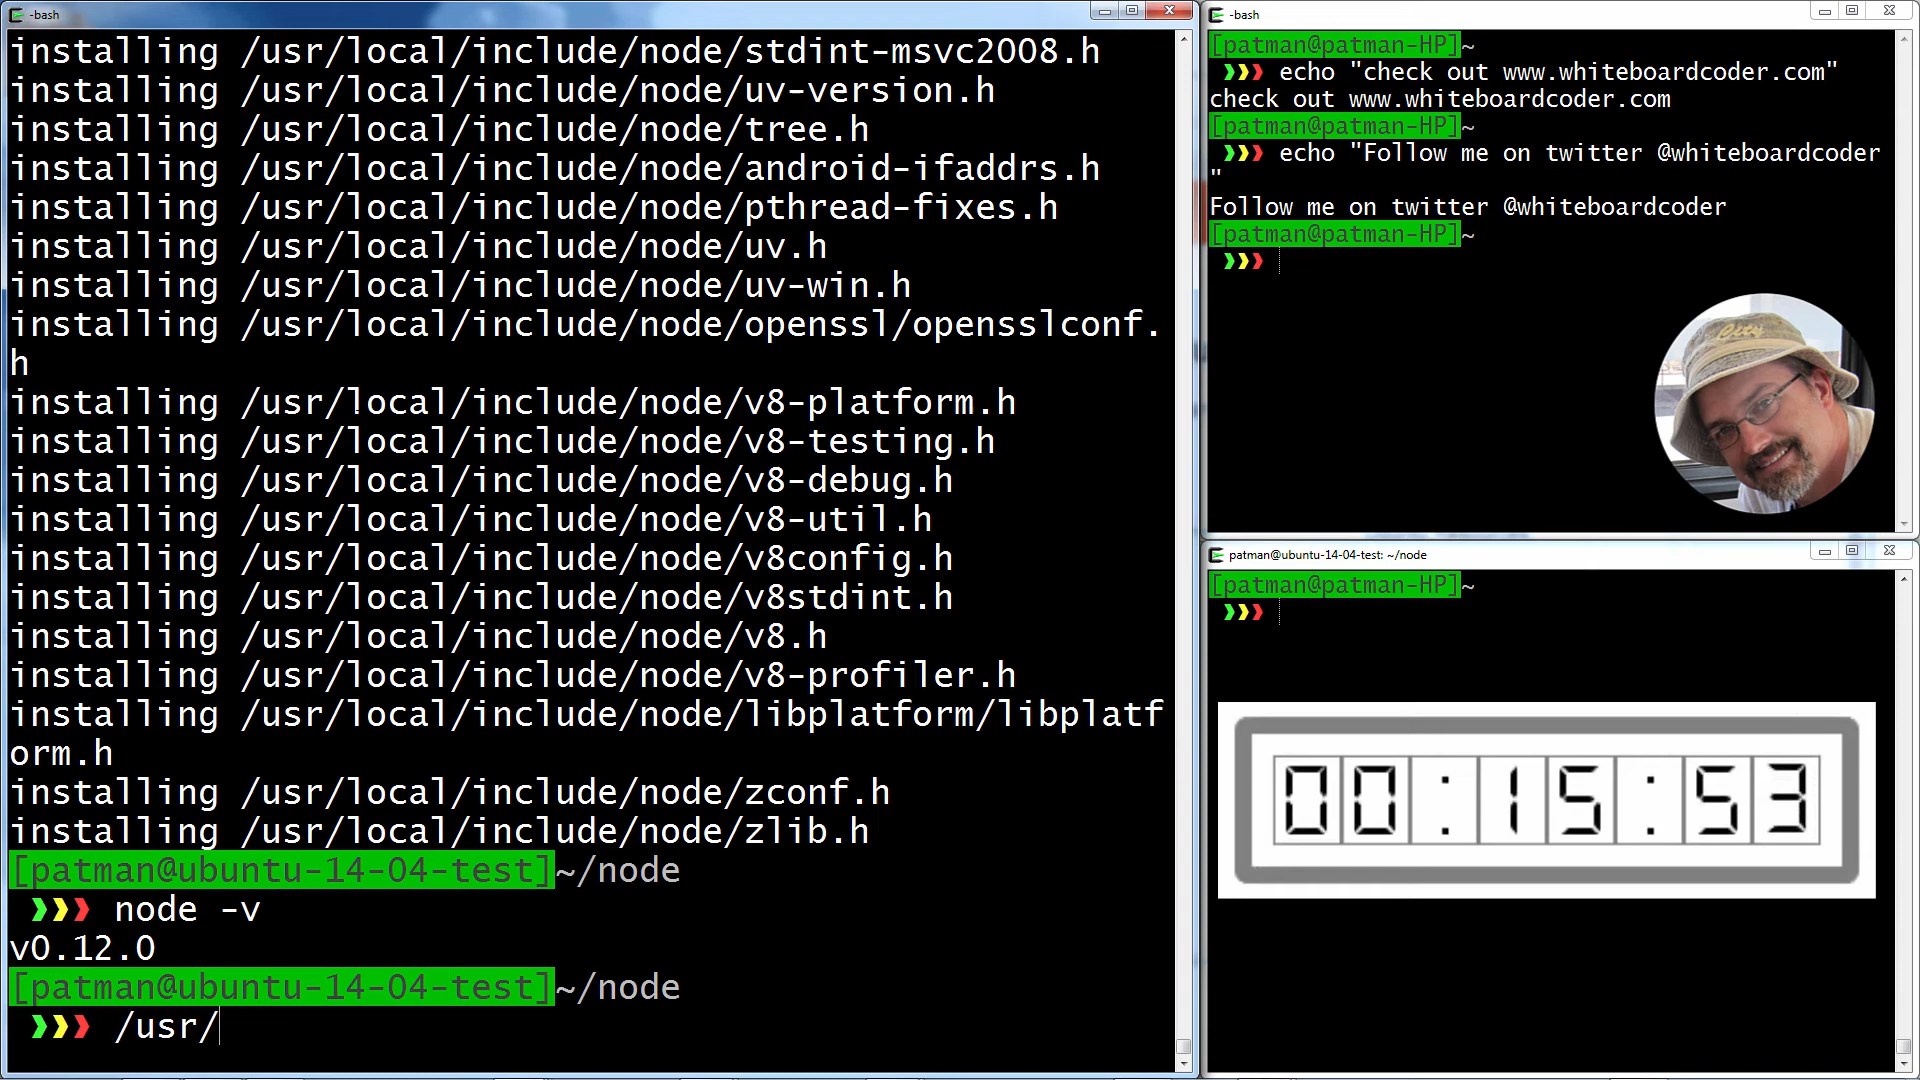 -bash
installing /usr/local/include/node/stdint-msvc2008.h
installing /usr/local/include/node/uv-version.h
installing /usr/local/include/node/tree.h
installing /usr/local/include/node/android-ifaddrs.h
installing /usr/local/include/node/pthread-fixes.h
installing /usr/local/include/node/uv.h
installing /usr/local/include/node/uv-win.h
installing /usr/local/include/node/openssl/opensslconf.
h
installing /usr/local/include/node/v8-platform.h
installing /usr/local/include/node/v8-testing.h
installing /usr/local/include/node/v8-debug.h
installing /usr/local/include/node/v8-util.h
installing /usr/local/include/node/v8config.h
installing /usr/local/include/node/v8stdint.h
installing /usr/local/include/node/v8.h
installing /usr/local/include/node/v8-profiler.h
installing /usr/local/include/node/libplatform/libplatf
orm.h
installing /usr/local/include/node/zconf.h
installing /usr/local/include/node/zlib.h
[patman@ubuntu-14-04-test]~/node
❯❯❯ node -v
v0.12.0
[patman@ubuntu-14-04-test]~/node
❯❯❯ /usr/
-bash
[patman@patman-HP]~
❯❯❯ echo "check out www.whiteboardcoder.com"
check out www.whiteboardcoder.com
[patman@patman-HP]~
❯❯❯ echo "Follow me on twitter @whiteboardcoder
"
Follow me on twitter @whiteboardcoder
[patman@patman-HP]~
❯❯❯
City
patman@ubuntu-14-04-test: ~/node
[patman@patman-HP]~
❯❯❯
00:15:53